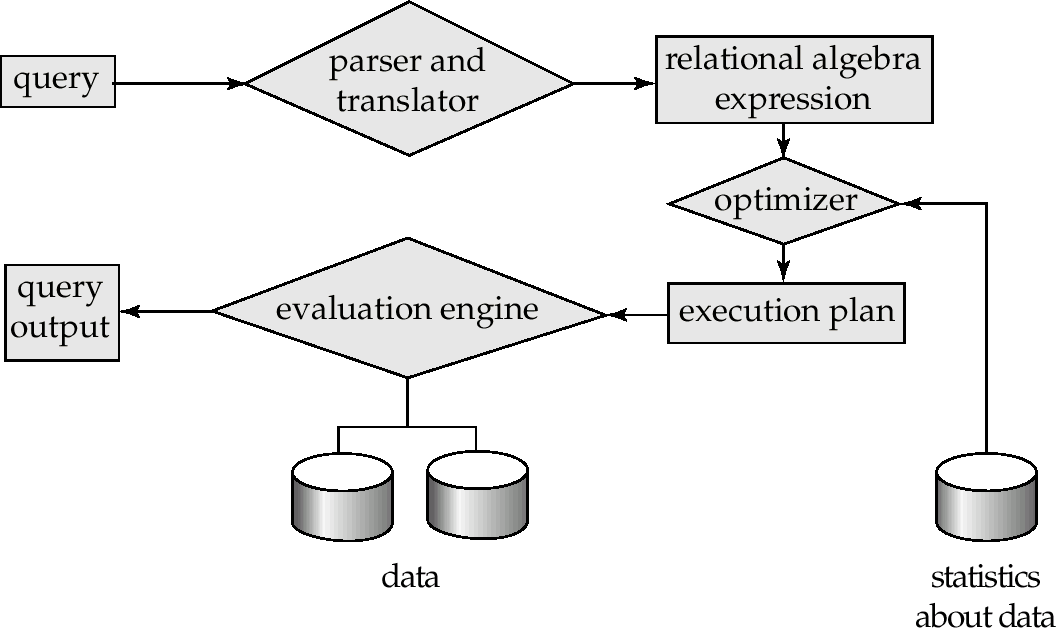 query
parser and
translator
relational algebra
expression
optimizer
query
output
evaluation engine
execution plan
data
statistics
about data